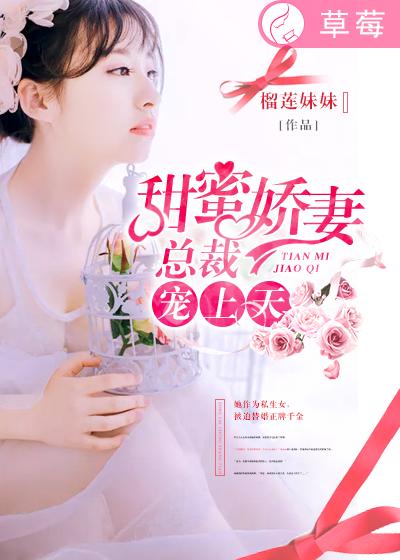 草莓
榴莲妹妹
[作品]
甜蜜娇妻
TIAN MI
JIAO QI
总裁
宠上天
她作为私生女，
被迫替婚正牌千金